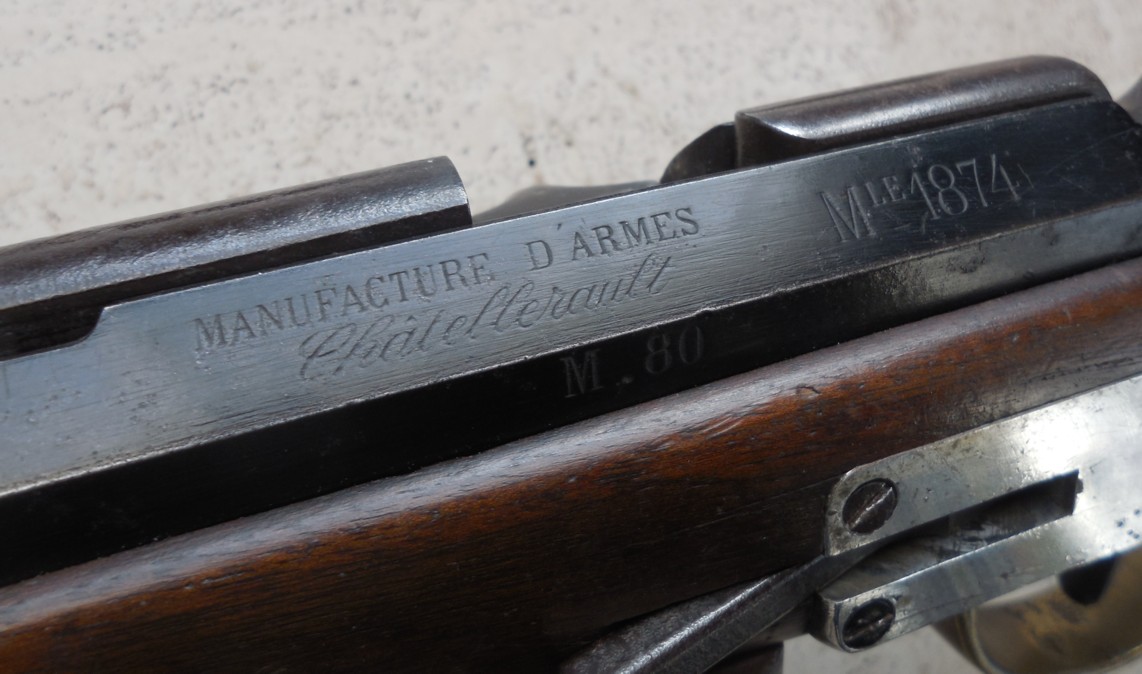 MANUFACTURE D'ARMES
Châtellerault
MLE 1874
M. 80